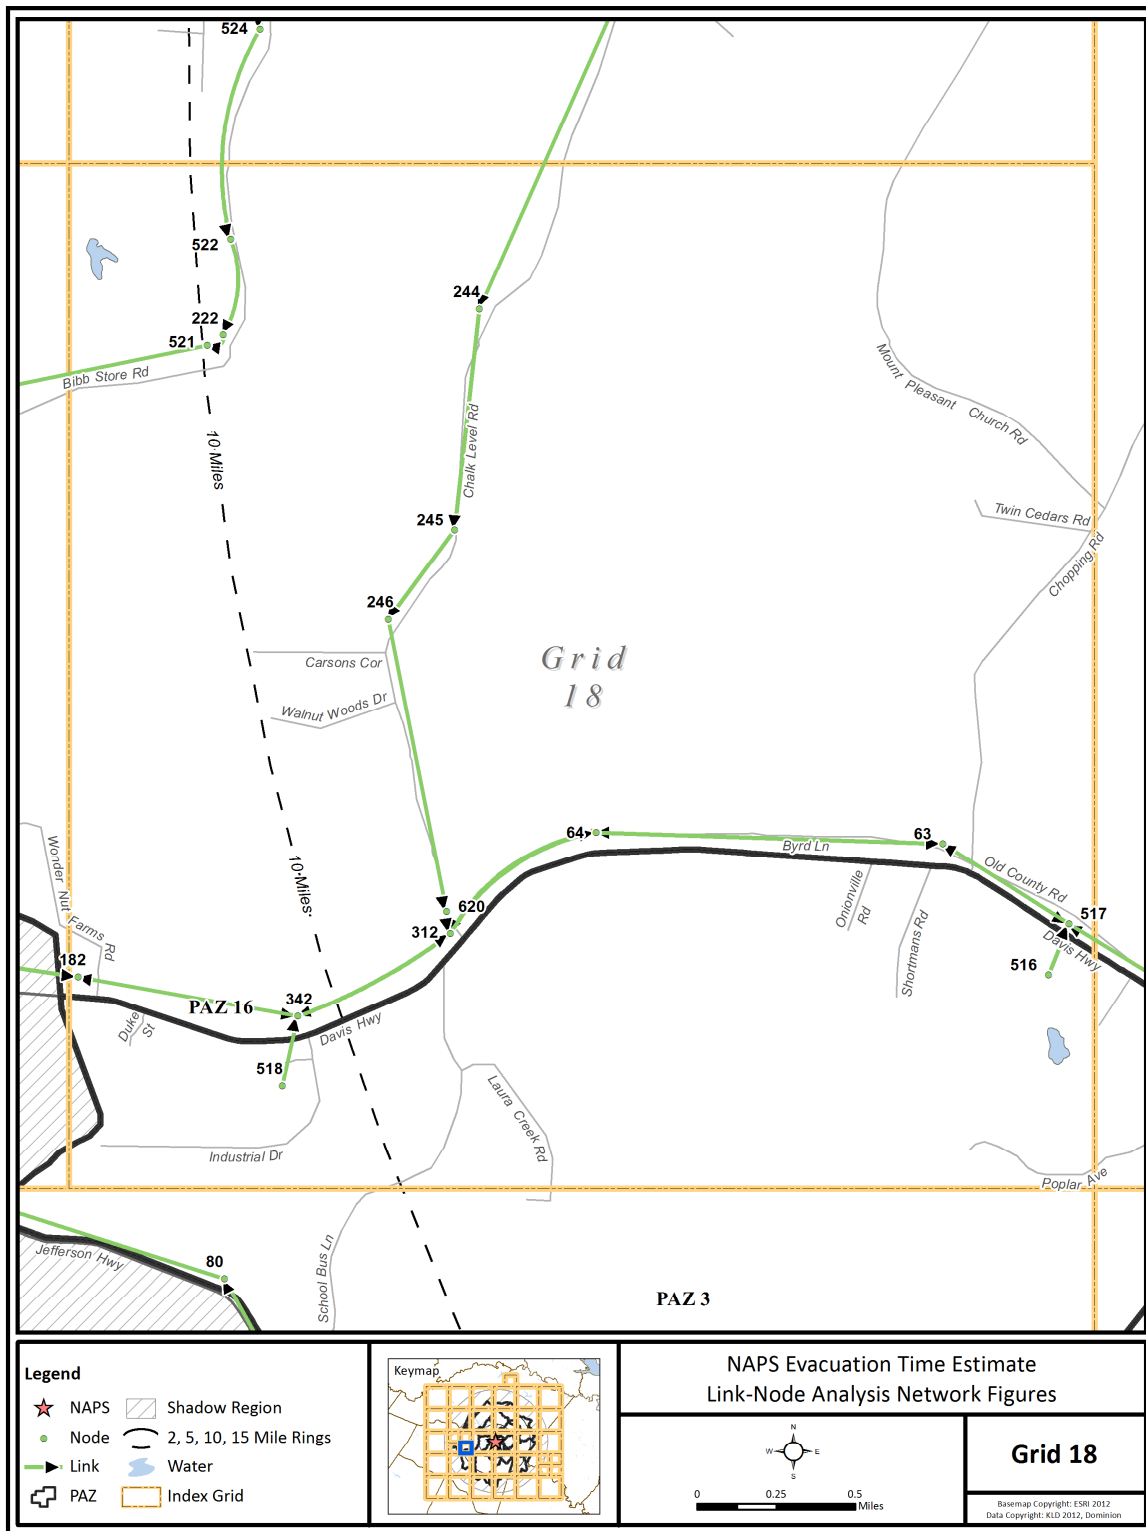 524
522
222
521
Bibb Store Rd
10 Miles
244
Chalk Level Rd
245
246
Carsons Cor
Walnut Woods Dr
Grid
18
Mount Pleasant Church Rd
Twin Cedars Rd
Chopping Rd
64
63
Byrd Ln
Old County Rd
Onionville
Rd
Shortmans Rd
517
Davis Hwy
516
620
312
10 Miles
Wonder Nut Farms Rd
182
PAZ 16
342
Davis Hwy
Duke
St
518
Industrial Dr
Laura Creek Rd
Poplar Ave
Jefferson Hwy
80
School Bus Ln
PAZ 3
Legend
NAPS
Shadow Region
Node
2, 5, 10, 15 Mile Rings
Link
Water
PAZ
Index Grid
Keymap
NAPS Evacuation Time Estimate
Link-Node Analysis Network Figures
N
W E
S
0 0.25 0.5
Miles
Grid 18
Basemap Copyright: ESRI 2012
Data Copyright: KLD 2012, Dominion